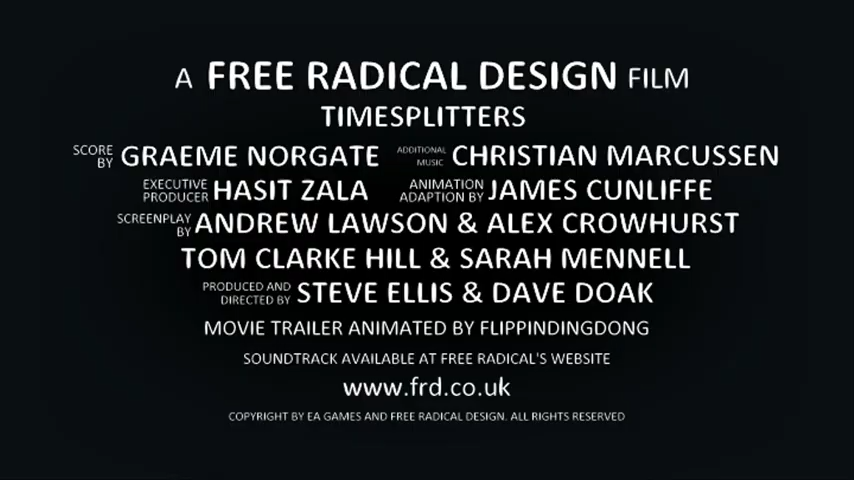 A FREE RADICAL DESIGN FILM
TIMESPLITTERS
SCORE BY GRAEME NORGATE ADDITIONAL MUSIC CHRISTIAN MARCUSSEN
EXECUTIVE PRODUCER HASIT ZALA ANIMATION ADAPTION BY JAMES CUNLIFFE
SCREENPLAY BY ANDREW LAWSON & ALEX CROWHURST
TOM CLARKE HILL & SARAH MENNELL
PRODUCED AND DIRECTED BY STEVE ELLIS & DAVE DOAK
MOVIE TRAILER ANIMATED BY FLIPPINDINGDONG
SOUNDTRACK AVAILABLE AT FREE RADICAL'S WEBSITE
www.frd.co.uk
COPYRIGHT BY EA GAMES AND FREE RADICAL DESIGN. ALL RIGHTS RESERVED